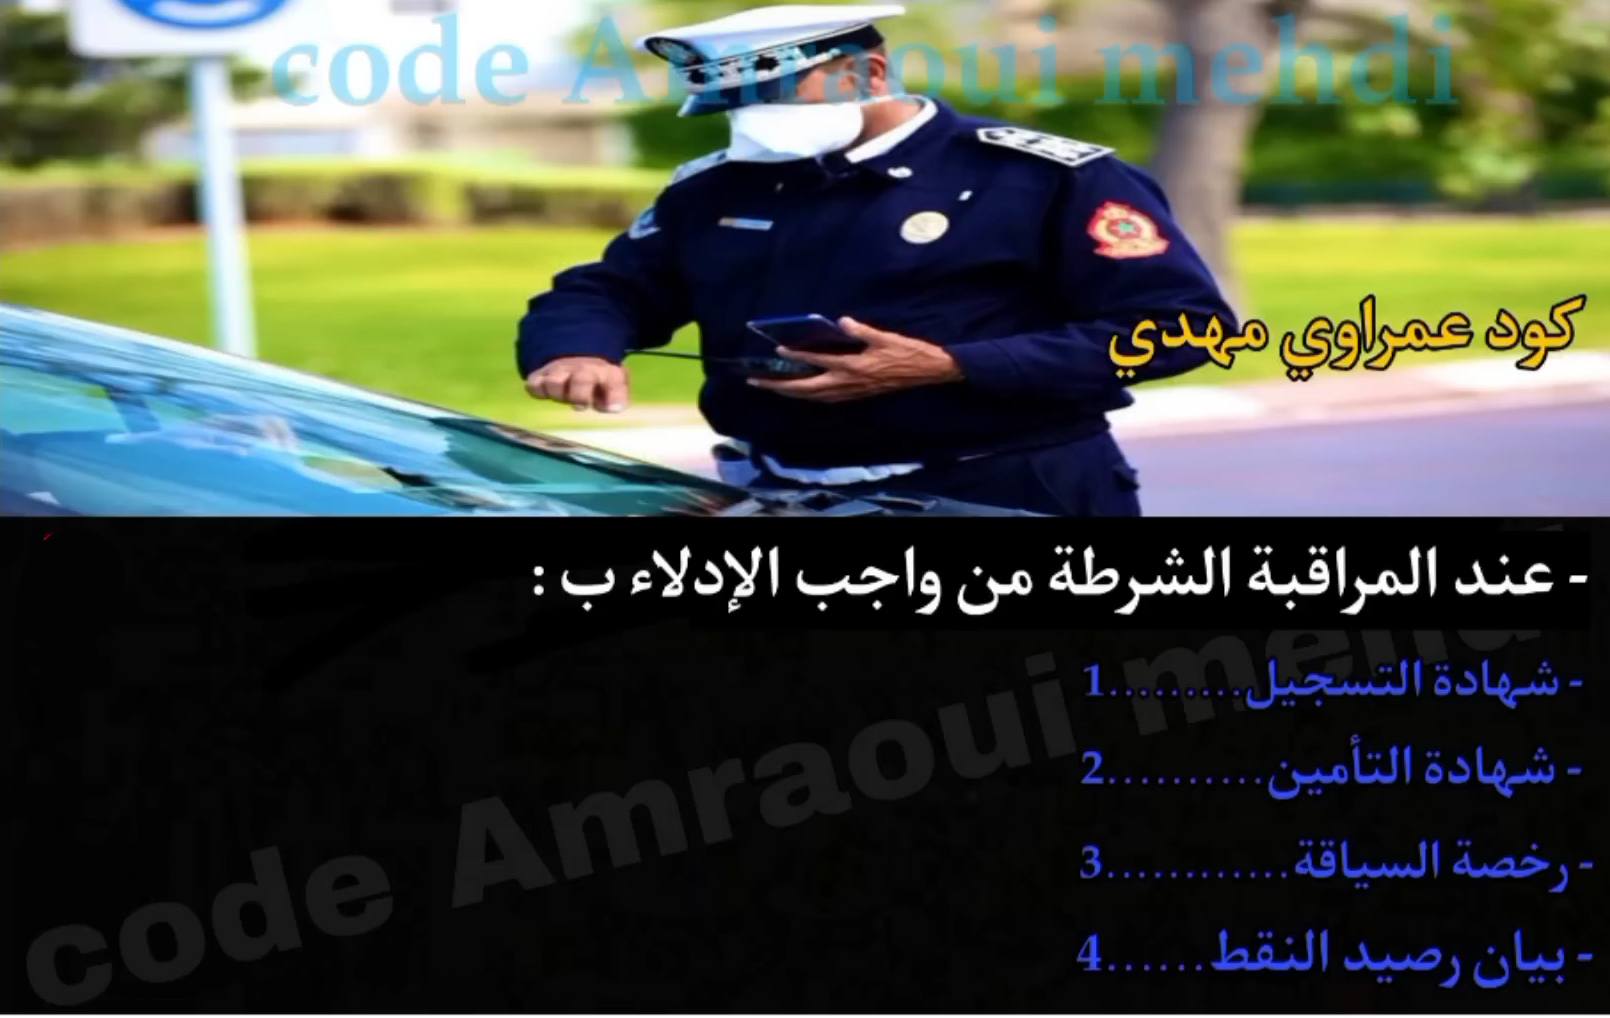 code Amraoui mehdi
كود عمراوي مهدي
- عند المراقبة الشرطة من واجب الإدلاء ب :
- شهادة التسجيل.........1
- شهادة التأمين..........2
- رخصة السياقة............3
- بيان رصيد النقط......4
code Amraoui mehd